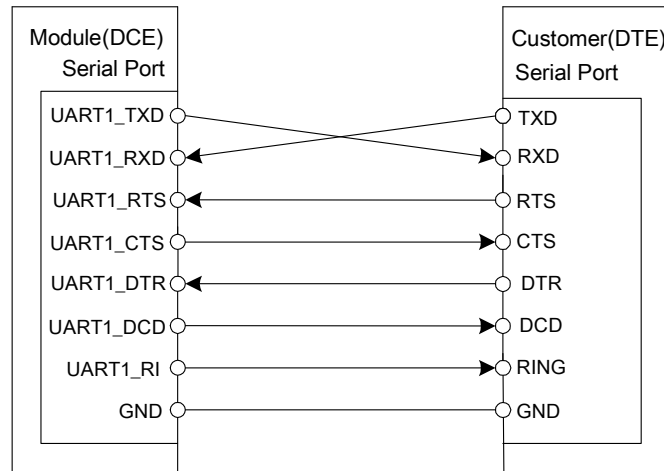 Module(DCE)
Serial Port
UART1_TXD
UART1_RXD
UART1_RTS
UART1_CTS
UART1_DTR
UART1_DCD
UART1_RI
GND
Customer(DTE)
Serial Port
TXD
RXD
RTS
CTS
DTR
DCD
RING
GND